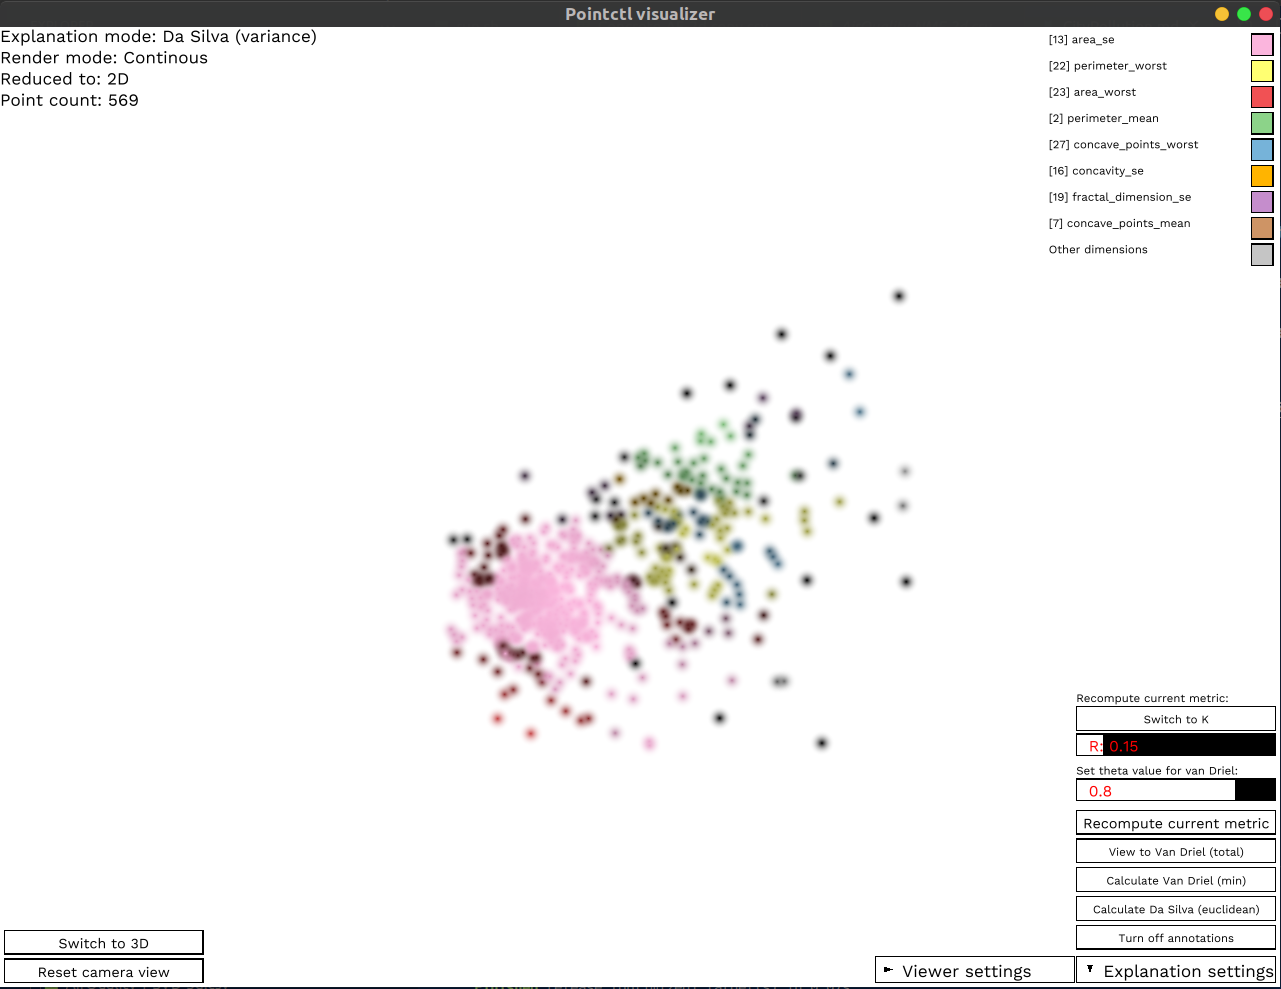 Pointctl visualizer
Explanation mode: Da Silva (variance)
Render mode: Continous
Reduced to: 2D
Point count: 569
[13] area_se
[22] perimeter_worst
[23] area_worst
[2] perimeter_mean
[27] concave_points_worst
[16] concavity_se
[19] fractal_dimension_se
[7] concave_points_mean
Other dimensions
Recompute current metric:
Switch to K
R: 0.15
Set theta value for van Driel:
0.8
Recompute current metric
View to Van Driel (total)
Calculate Van Driel (min)
Calculate Da Silva (euclidean)
Turn off annotations
Switch to 3D
Reset camera view
Viewer settings
Explanation settings